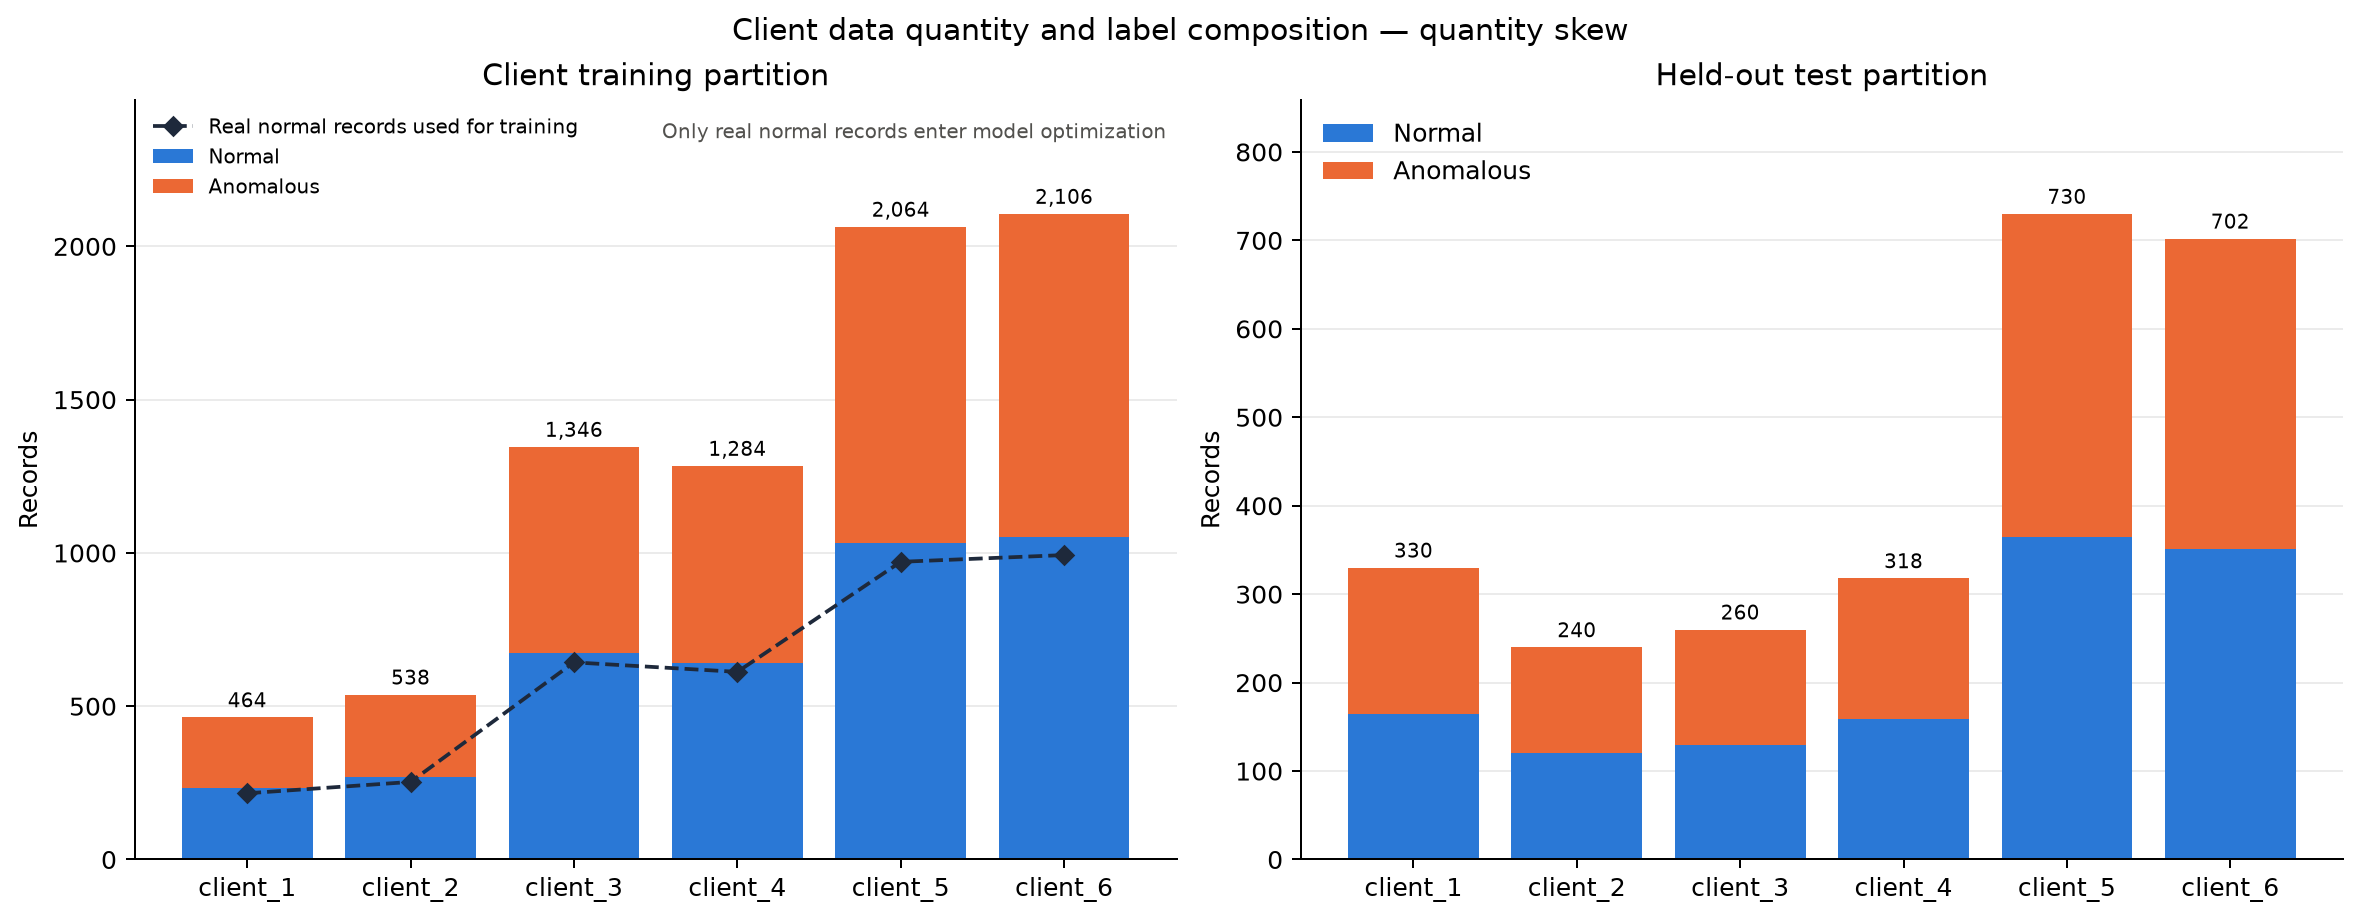 Client data quantity and label composition — quantity skew
Client training partition
Real normal records used for training
Normal
Anomalous
Only real normal records enter model optimization
Records
2000
1500
1000
500
0
464
538
1,346
1,284
2,064
2,106
client_1
client_2
client_3
client_4
client_5
client_6
Held-out test partition
Normal
Anomalous
Records
800
700
600
500
400
300
200
100
0
330
240
260
318
730
702
client_1
client_2
client_3
client_4
client_5
client_6